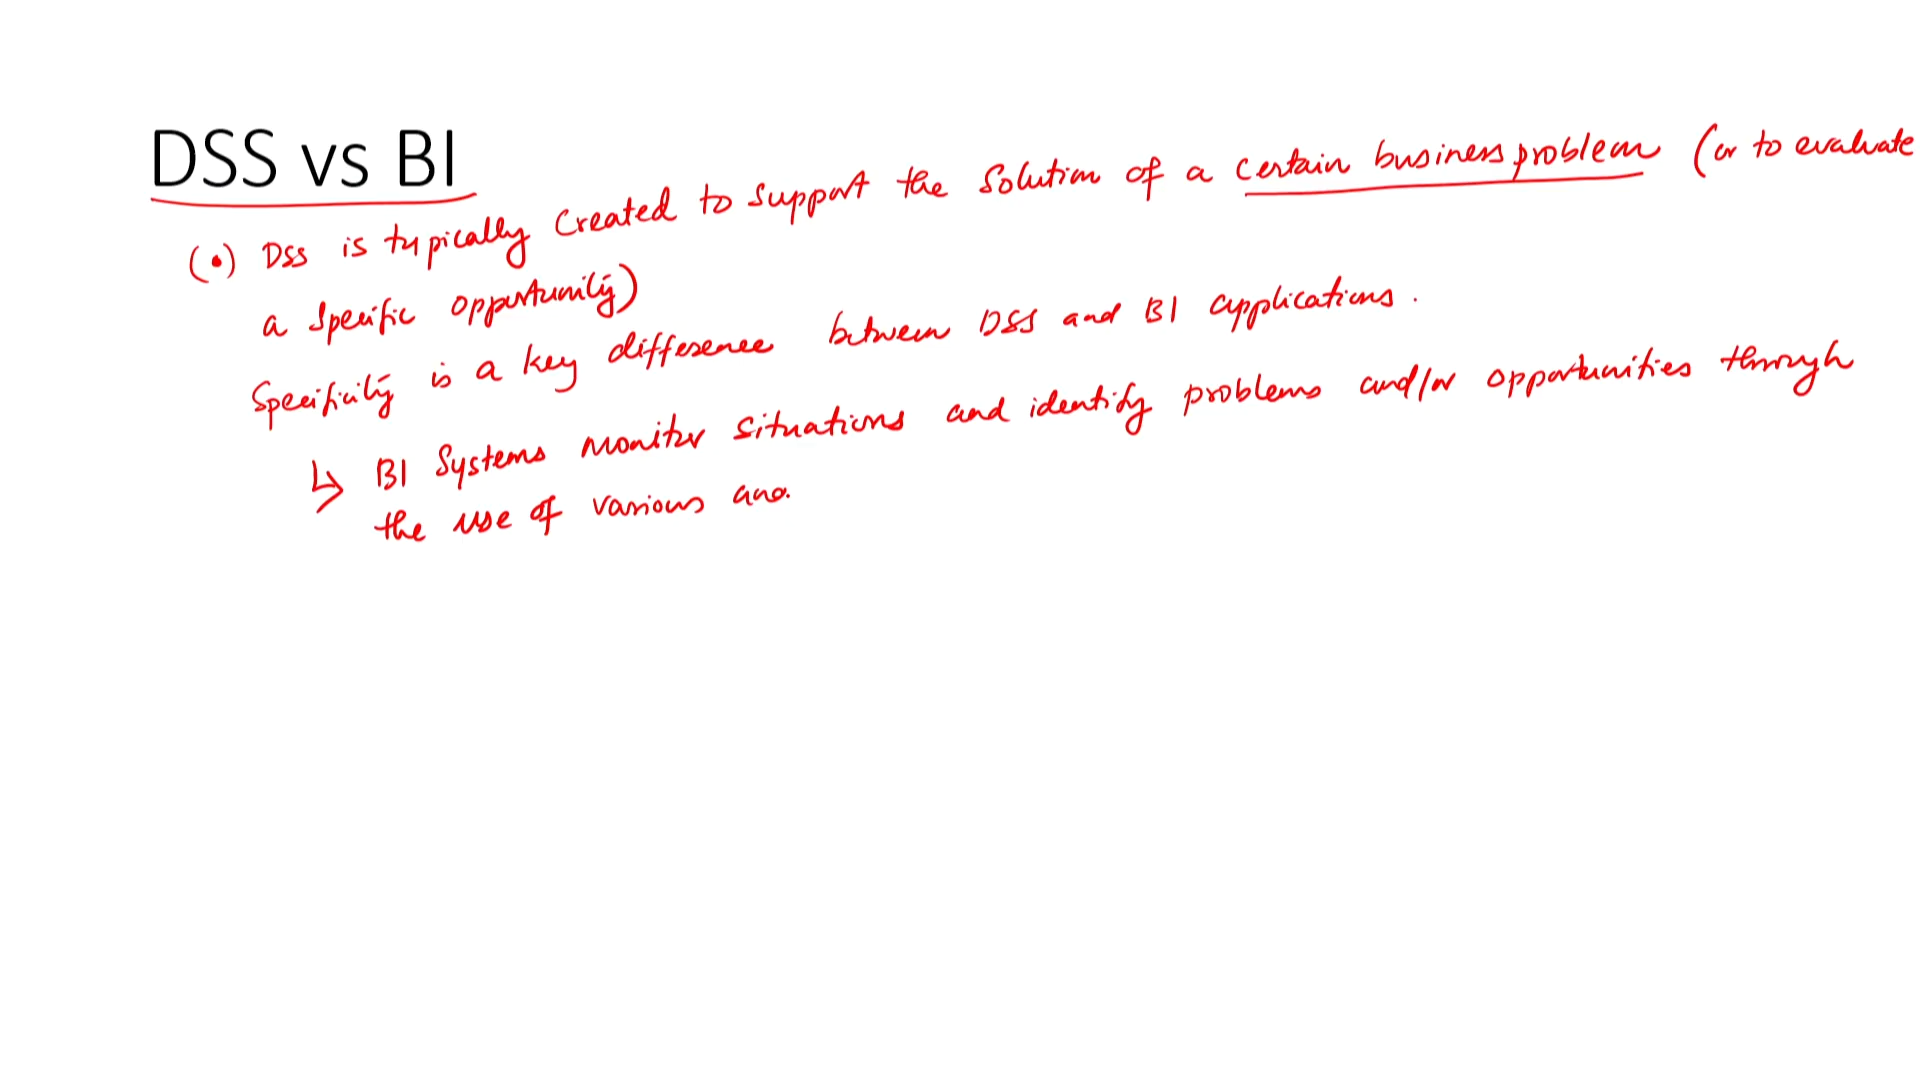 DSS vs BI
(•) DSS is typically created to support the solution of a certain business problem (or to evaluate
a specific opportunity)
Specificity is a key difference between DSS and BI applications.
↳ BI Systems monitor situations and identify problems and/or opportunities through
the use of various ana